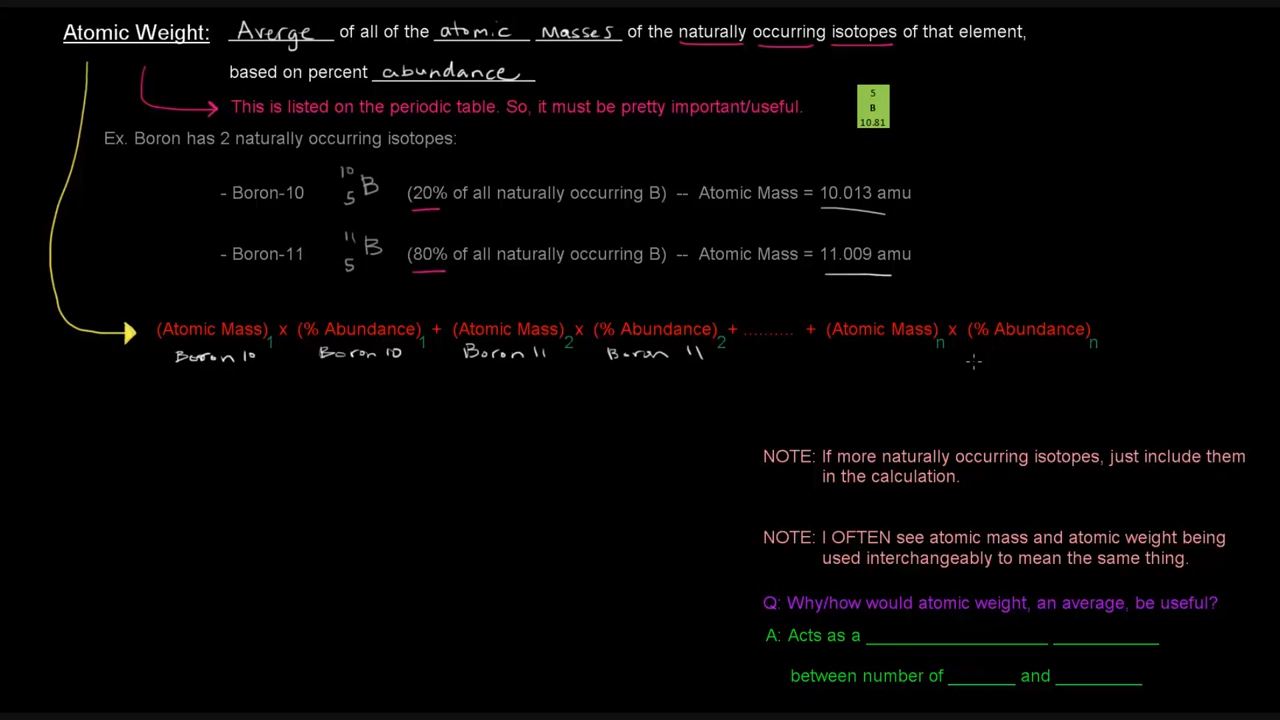 Atomic Weight: Averge of all of the atomic Masses of the naturally occurring isotopes of that element,
based on percent abundance
This is listed on the periodic table. So, it must be pretty important/useful.
5
B
10.81
Ex. Boron has 2 naturally occurring isotopes:
- Boron-10 10 5 B (20% of all naturally occurring B) -- Atomic Mass = 10.013 amu
- Boron-11 11 5 B (80% of all naturally occurring B) -- Atomic Mass = 11.009 amu
(Atomic Mass)1 x (% Abundance)1 + (Atomic Mass)2 x (% Abundance)2 + .......... + (Atomic Mass)n x (% Abundance)n
Boron 10 Boron 10 Boron 11 Boron 11
NOTE: If more naturally occurring isotopes, just include them
in the calculation.
NOTE: I OFTEN see atomic mass and atomic weight being
used interchangeably to mean the same thing.
Q: Why/how would atomic weight, an average, be useful?
A: Acts as a ____________________ ____________
between number of ________ and __________